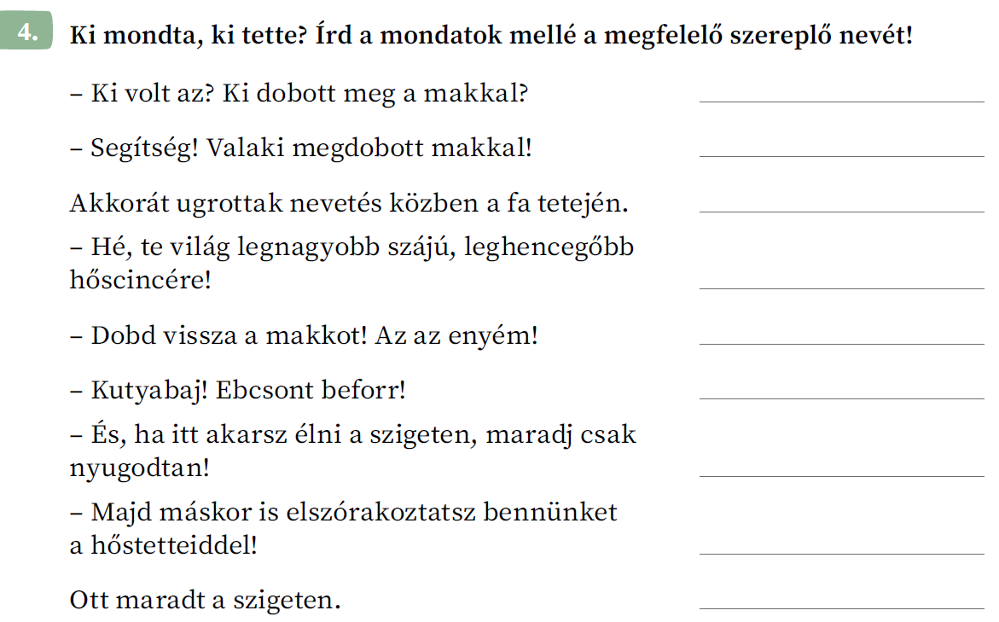 4. Ki mondta, ki tette? Írd a mondatok mellé a megfelelő szereplő nevét!
– Ki volt az? Ki dobott meg a makkal?
– Segítség! Valaki megdobott makkal!
Akkorát ugrottak nevetés közben a fa tetején.
– Hé, te világ legnagyobb szájú, leghencegőbb
hőscincére!
– Dobd vissza a makkot! Az az enyém!
– Kutyabaj! Ebcsont beforr!
– És, ha itt akarsz élni a szigeten, maradj csak
nyugodtan!
– Majd máskor is elszórakoztatsz bennünket
a hőstetteiddel!
Ott maradt a szigeten.